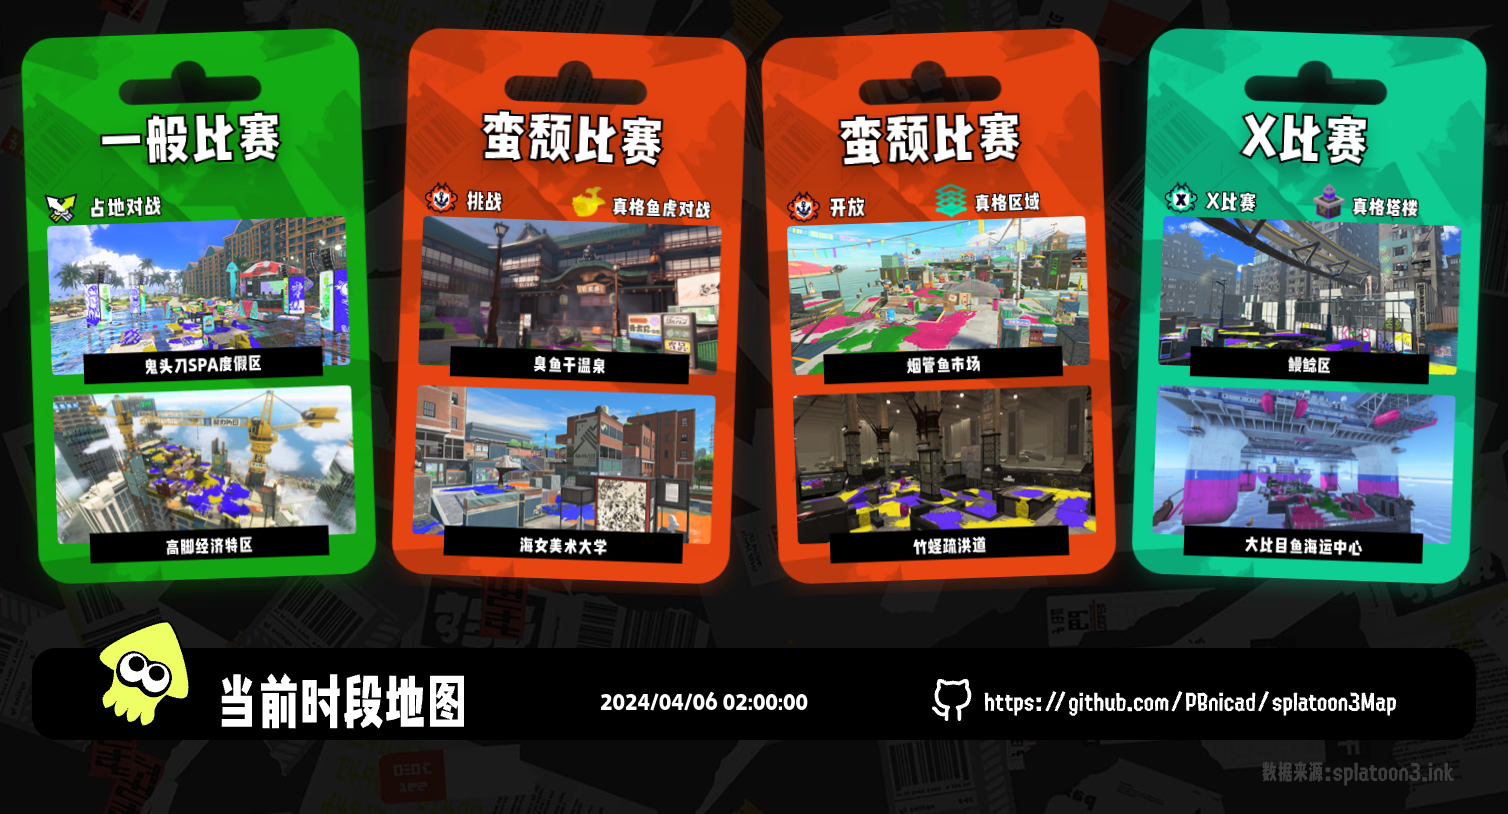 一般比赛
占地对战
鬼头刀SPA度假区
高脚经济特区
蛮颓比赛
挑战
真格鱼虎对战
臭鱼干温泉
海女美术大学
蛮颓比赛
开放
真格区域
烟管鱼市场
竹蛏疏洪道
X比赛
X比赛
真格塔楼
鳗鲶区
大比目鱼海运中心
当前时段地图
2024/04/06 02:00:00
https://github.com/PBnicad/splatoon3Map
数据来源:splatoon3.ink